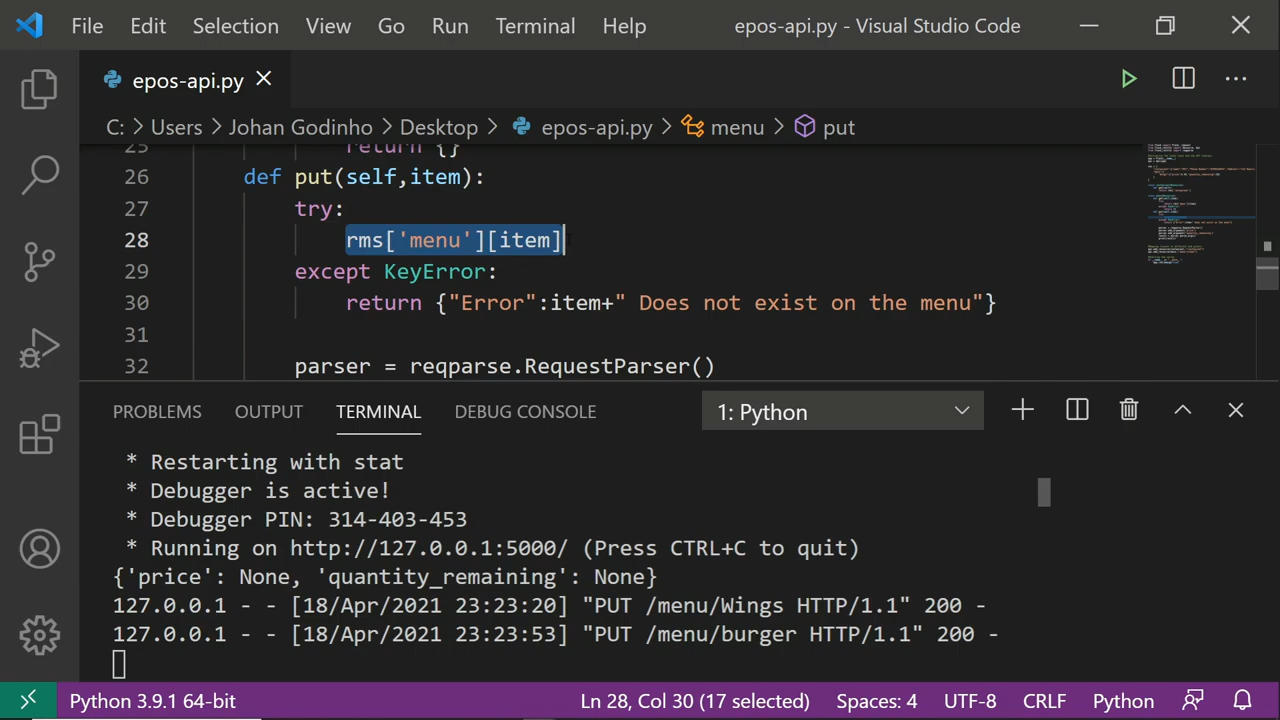 File Edit Selection View Go Run Terminal Help epos-api.py - Visual Studio Code
epos-api.py
C: > Users > Johan Godinho > Desktop > epos-api.py > menu > put
25 return {}
26 def put(self,item):
27 try:
28 rms['menu '][item]
29 except KeyError:
30 return {"Error":item+" Does not exist on the menu"}
31
32 parser = reqparse.RequestParser()
PROBLEMS OUTPUT TERMINAL DEBUG CONSOLE 1: Python
* Restarting with stat
* Debugger is active!
* Debugger PIN: 314-403-453
* Running on http://127.0.0.1:5000/ (Press CTRL+C to quit)
{'price': None, 'quantity_remaining': None}
127.0.0.1 - - [18/Apr/2021 23:23:20] "PUT /menu/Wings HTTP/1.1" 200 -
127.0.0.1 - - [18/Apr/2021 23:23:53] "PUT /menu/burger HTTP/1.1" 200 -
Python 3.9.1 64-bit Ln 28, Col 30 (17 selected) Spaces: 4 UTF-8 CRLF Python